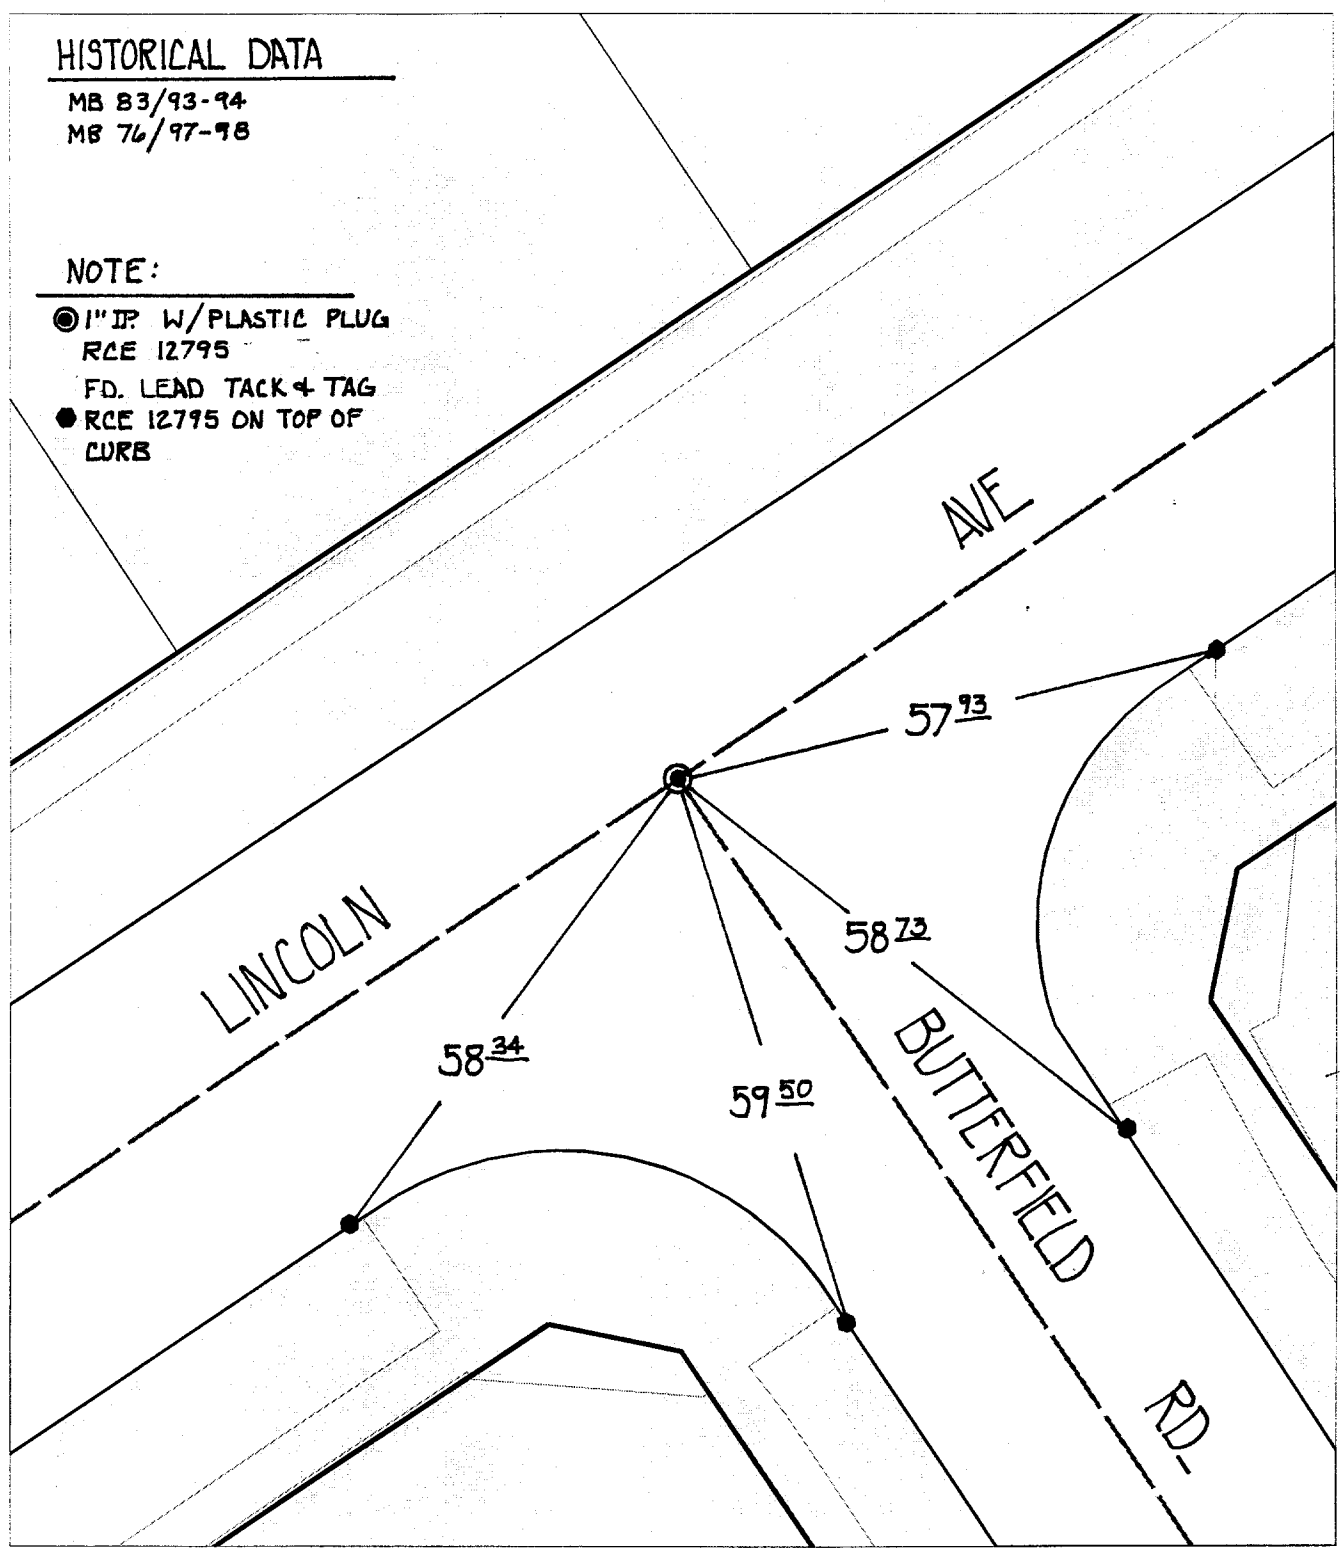 HISTORICAL DATA
MB 83/93-94
MB 76/97-98
NOTE:
1" I.P. W/PLASTIC PLUG
RCE 12795
FD. LEAD TACK & TAG
RCE 12795 ON TOP OF
CURB
AVE
57 93
LINCOLN
58 73
58 34
59 50
BUTTERFIELD
RD.